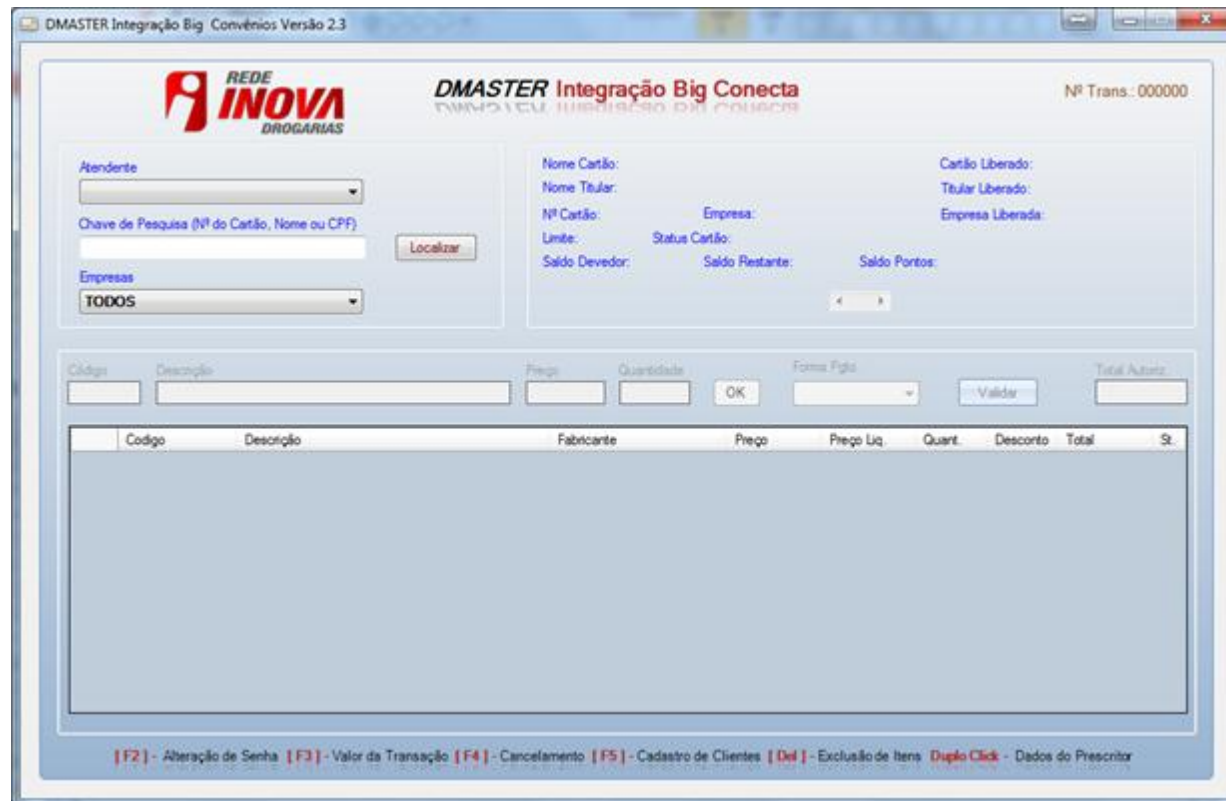 DMASTER Integração Big Convênios Versão 2.3
REDE
INOVA
DROGARIAS
DMASTER Integração Big Conecta
Nº Trans.: 000000
Atendente
Chave de Pesquisa (Nº do Cartão, Nome ou CPF)
Localizar
Empresas
TODOS
Nome Cartão: Cartão Liberado:
Nome Titular: Titular Liberado:
Nº Cartão: Empresa: Empresa Liberada:
Limite: Status Cartão:
Saldo Devedor: Saldo Restante: Saldo Pontos:
Código Descrição Preço Quantidade Forma Pgto Total Autoriz.
OK Validar
Codigo Descrição Fabricante Preço Preço Liq. Quant. Desconto Total St.
[ F2 ] - Alteração de Senha [ F3 ] - Valor da Transação [ F4 ] - Cancelamento [ F5 ] - Cadastro de Clientes [ Del ] - Exclusão de Itens Duplo Click - Dados do Prescritor